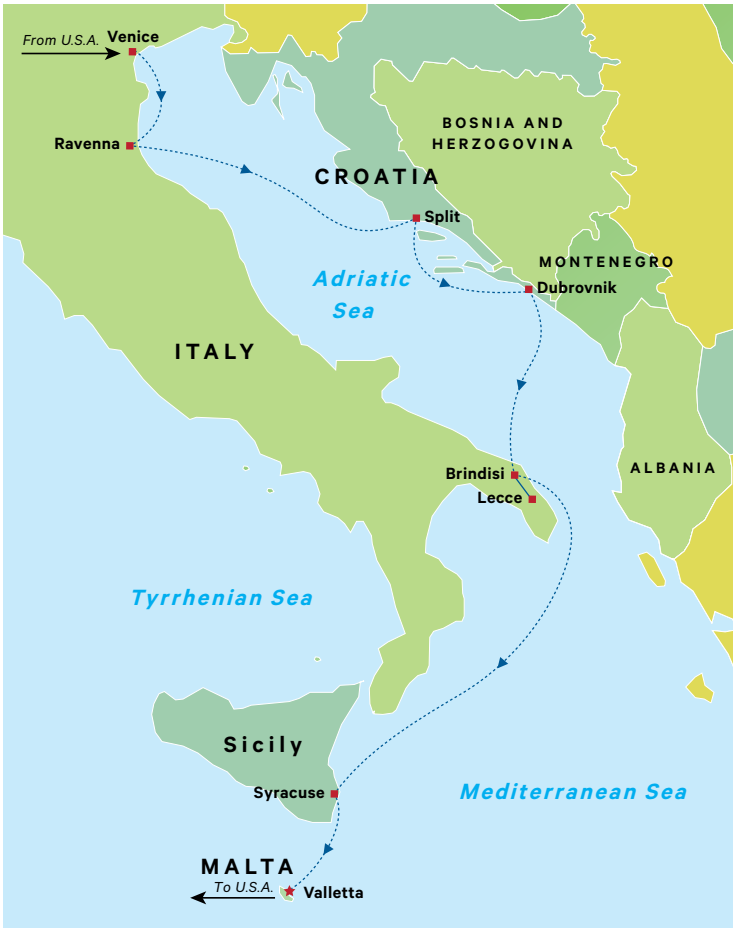 From U.S.A.
Venice
Ravenna
BOSNIA AND
HERZOGOVINA
CROATIA
Split
MONTENEGRO
Dubrovnik
Adriatic
Sea
ITALY
ALBANIA
Brindisi
Lecce
Tyrrhenian Sea
Sicily
Syracuse
Mediterranean Sea
MALTA
To U.S.A.
Valletta